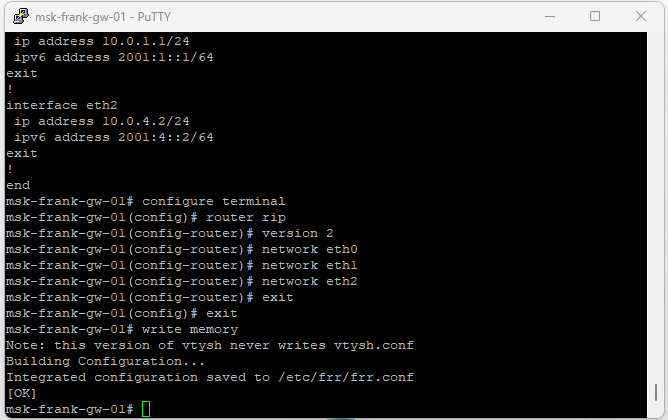 msk-frank-gw-01 - PuTTY
 ip address 10.0.1.1/24
 ipv6 address 2001:1::1/64
exit
!
interface eth2
 ip address 10.0.4.2/24
 ipv6 address 2001:4::2/64
exit
!
end
msk-frank-gw-01# configure terminal
msk-frank-gw-01(config)# router rip
msk-frank-gw-01(config-router)# version 2
msk-frank-gw-01(config-router)# network eth0
msk-frank-gw-01(config-router)# network eth1
msk-frank-gw-01(config-router)# network eth2
msk-frank-gw-01(config-router)# exit
msk-frank-gw-01(config)# exit
msk-frank-gw-01# write memory
Note: this version of vtysh never writes vtysh.conf
Building Configuration...
Integrated configuration saved to /etc/frr/frr.conf
[OK]
msk-frank-gw-01#